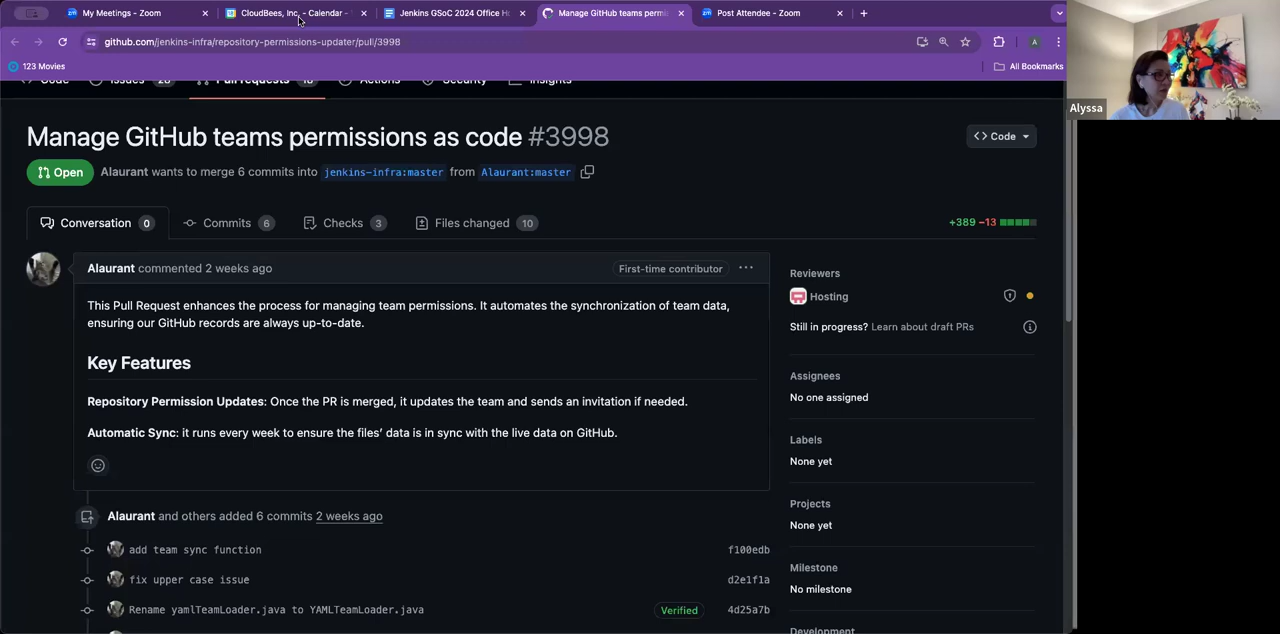 My Meetings - Zoom
CloudBees, Inc. - Calendar -
Jenkins GSoC 2024 Office H
Manage GitHub teams permis
Post Attendee - Zoom
github.com/jenkins-infra/repository-permissions-updater/pull/3998
A
123 Movies
All Bookmarks
Code
Issues
Pull requests
Actions
Security
Insights
Alyssa
Manage GitHub teams permissions as code #3998
<> Code
Open
Alaurant wants to merge 6 commits into jenkins-infra:master from Alaurant:master
Conversation 0
Commits 6
Checks 3
Files changed 10
+389 −13
Alaurant commented 2 weeks ago
First-time contributor
This Pull Request enhances the process for managing team permissions. It automates the synchronization of team data,
ensuring our GitHub records are always up-to-date.
Key Features
Repository Permission Updates: Once the PR is merged, it updates the team and sends an invitation if needed.
Automatic Sync: it runs every week to ensure the files' data is in sync with the live data on GitHub.
Reviewers
Hosting
Still in progress? Learn about draft PRs
Assignees
No one assigned
Labels
None yet
Projects
None yet
Milestone
No milestone
Development
Alaurant and others added 6 commits 2 weeks ago
add team sync function
f100edb
fix upper case issue
d2e1f1a
Rename yamlTeamLoader.java to YAMLTeamLoader.java
Verified
4d25a7b